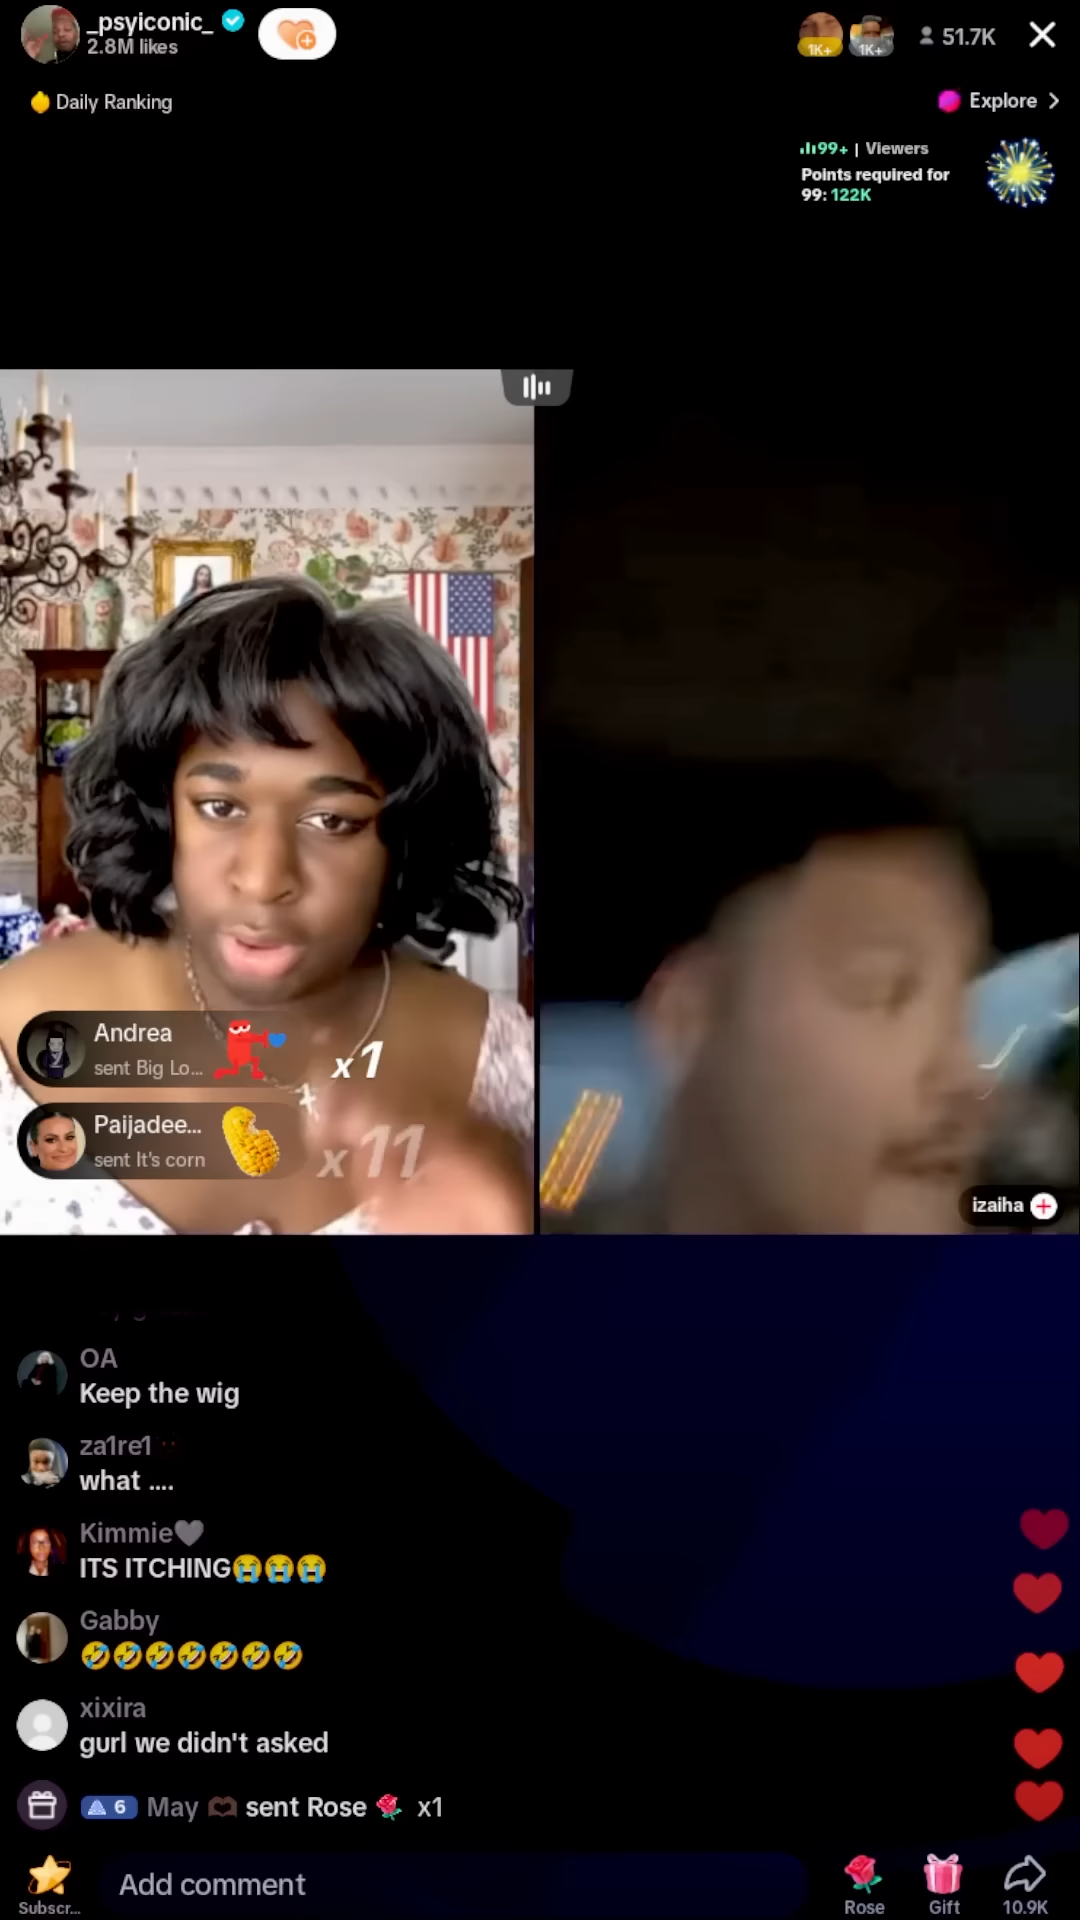 _psyiconic_
2.8M likes
1K+
1K+
51.7K
Daily Ranking
Explore
99+ | Viewers
Points required for
99: 122K
Andrea
sent Big Lo...
x1
Paijadee...
sent It's corn
x11
izaiha
OA
Keep the wig
za1re1
what ....
Kimmie🩶
ITS ITCHING😭😭😭
Gabby
🤣🤣🤣🤣🤣🤣🤣
xixira
gurl we didn't asked
6 May 🫶🏿 sent Rose 🌹 x1
Add comment
Subscr...
Rose
Gift
10.9K